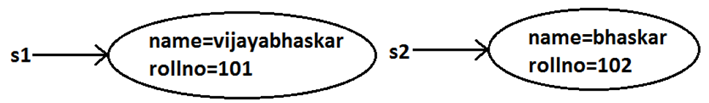 s1
name=vijayabhaskar
rollno=101
s2
name=bhaskar
rollno=102